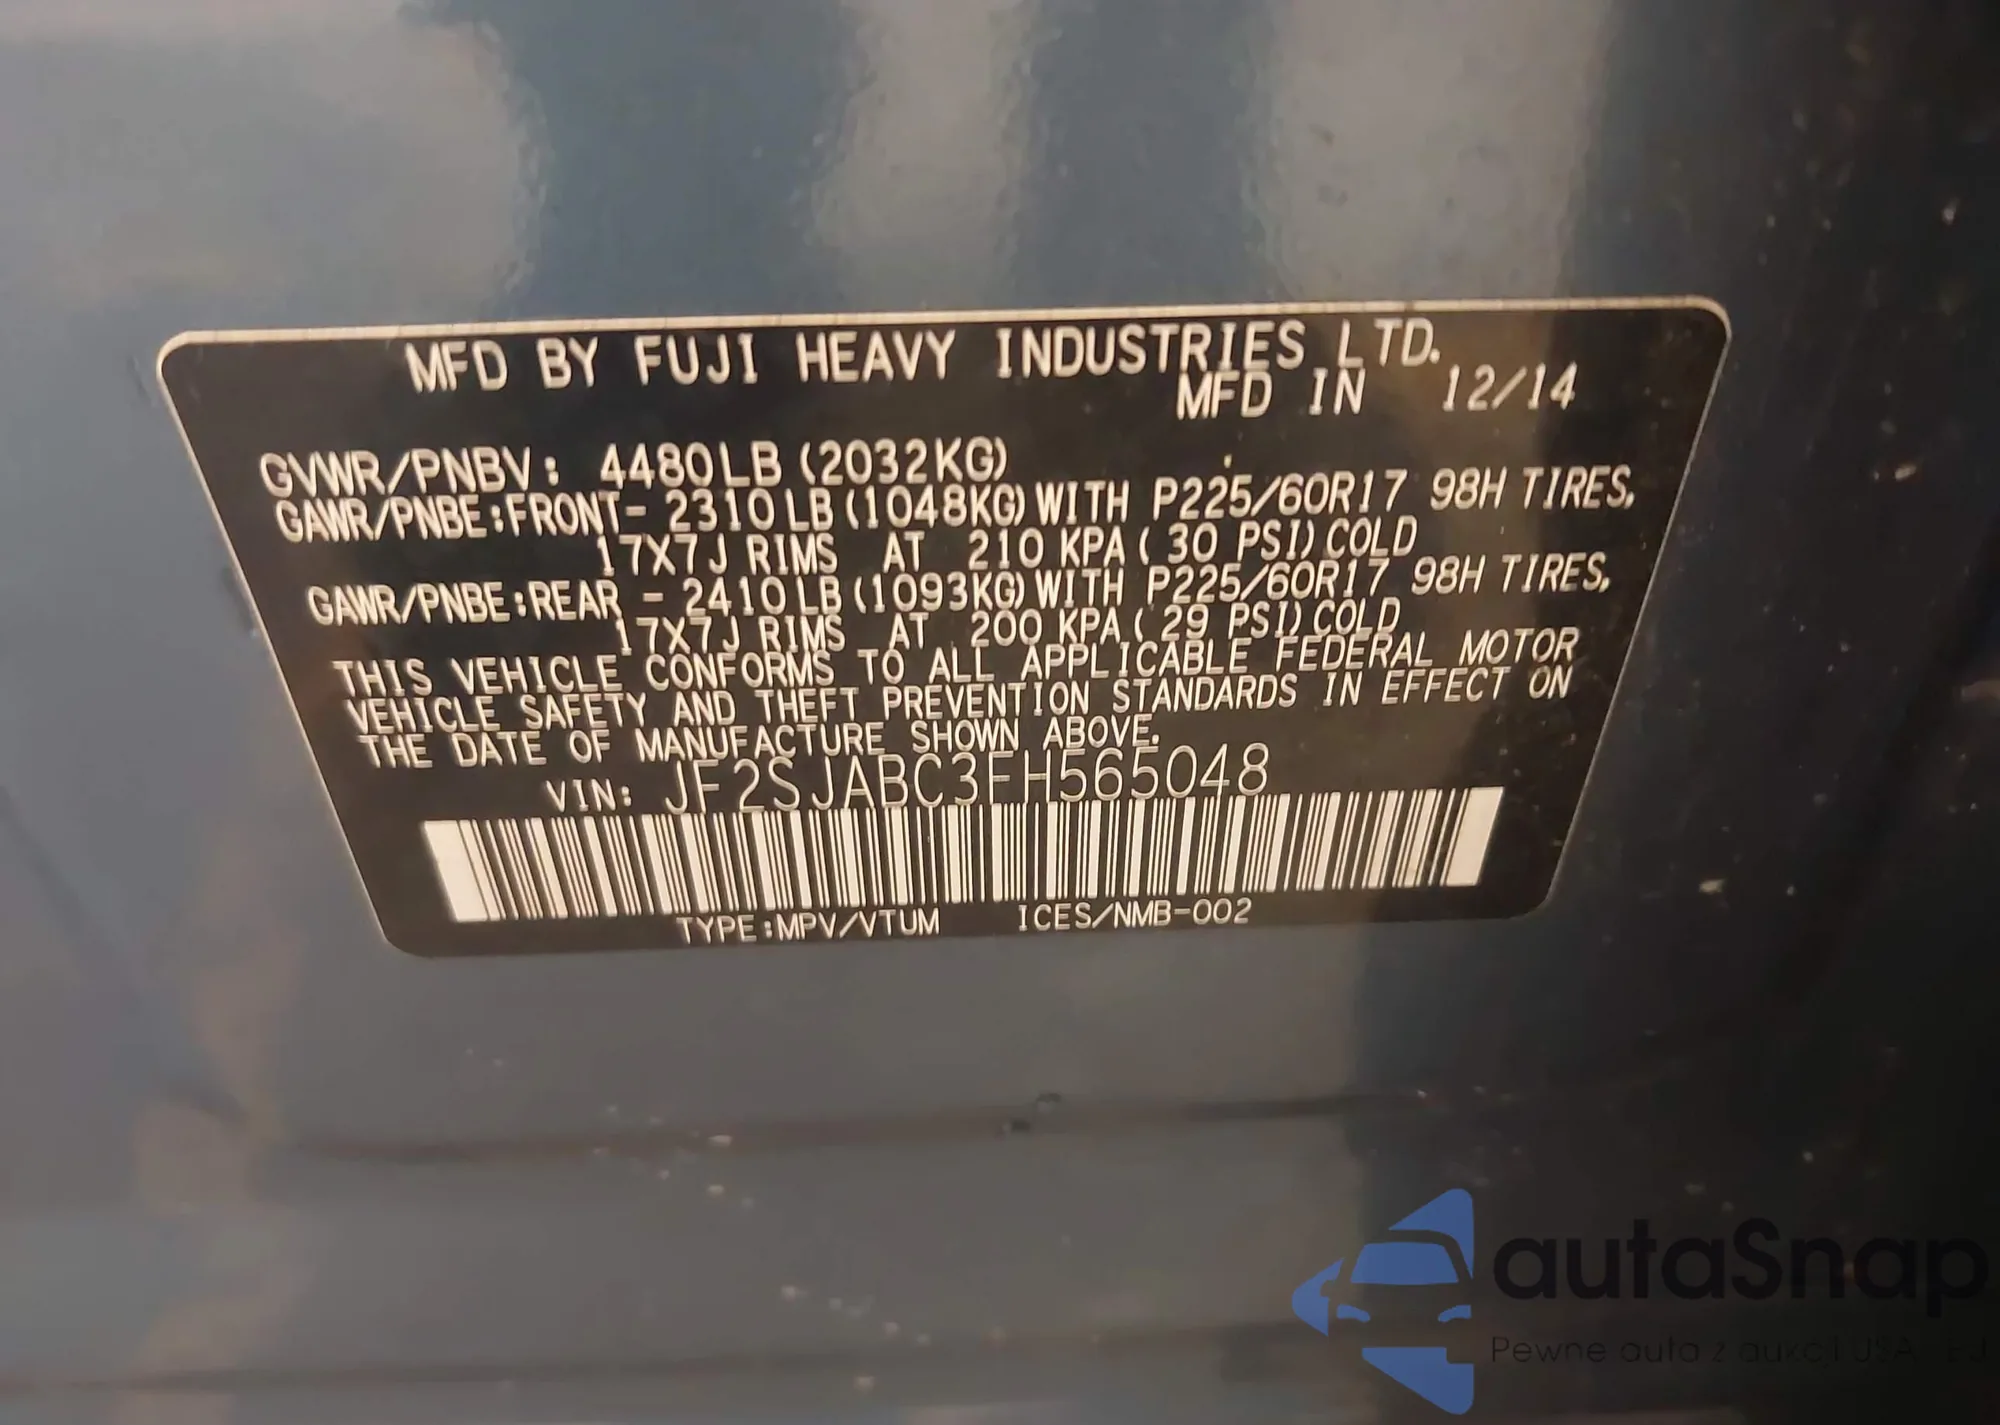 MFD BY FUJI HEAVY INDUSTRIES LTD.
MFD IN 12/14
GVWR/PNBV: 4480LB (2032KG)
GAWR/PNBE:FRONT- 2310LB (1048KG) WITH P225/60R17 98H TIRES,
17X7J RIMS AT 210 KPA ( 30 PSI) COLD
GAWR/PNBE:REAR - 2410LB (1093KG) WITH P225/60R17 98H TIRES,
17X7J RIMS AT 200 KPA ( 29 PSI) COLD
THIS VEHICLE CONFORMS TO ALL APPLICABLE FEDERAL MOTOR
VEHICLE SAFETY AND THEFT PREVENTION STANDARDS IN EFFECT ON
THE DATE OF MANUFACTURE SHOWN ABOVE.
VIN: JF2SJABC3FH565048
TYPE:MPV/VTUM ICES/NMB-002
autaSnap
Pewne auta z aukcji USA